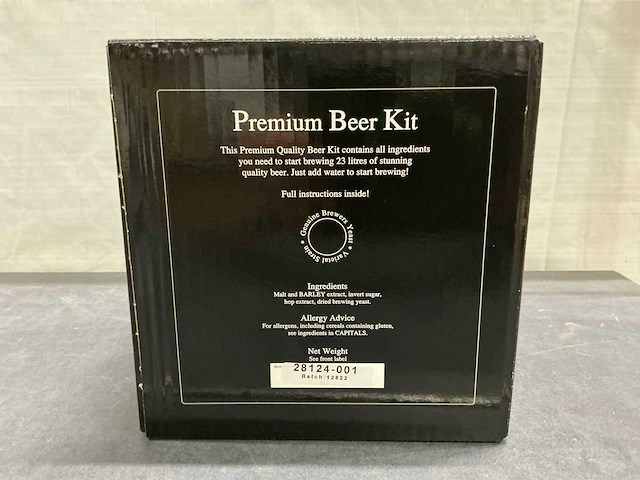 Premium Beer Kit
This Premium Quality Beer Kit contains all ingredients
you need to start brewing 23 litres of stunning
quality beer. Just add water to start brewing!
Full instructions inside!
Genuine Brewers Yeast * Varietal Strain *
Ingredients
Malt and BARLEY extract, invert sugar,
hop extract, dried brewing yeast.
Allergy Advice
For allergens, including cereals containing gluten,
see ingredients in CAPITALS.
Net Weight
See front label
28124-001
Batch 12822